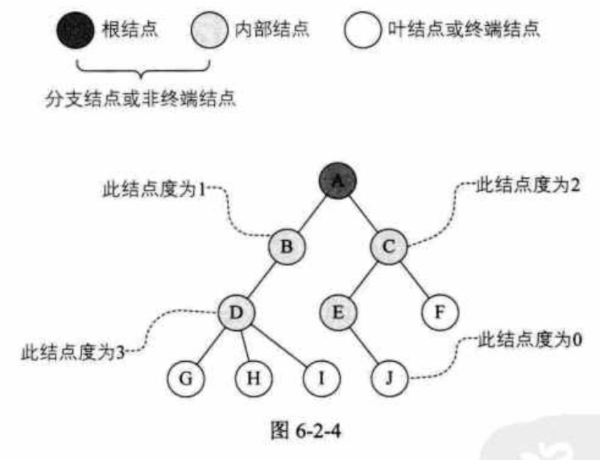 根结点 内部结点 叶结点或终端结点
分支结点或非终端结点
A
此结点度为1 此结点度为2
B C
D E F
此结点度为3 此结点度为0
G H I J
图 6-2-4